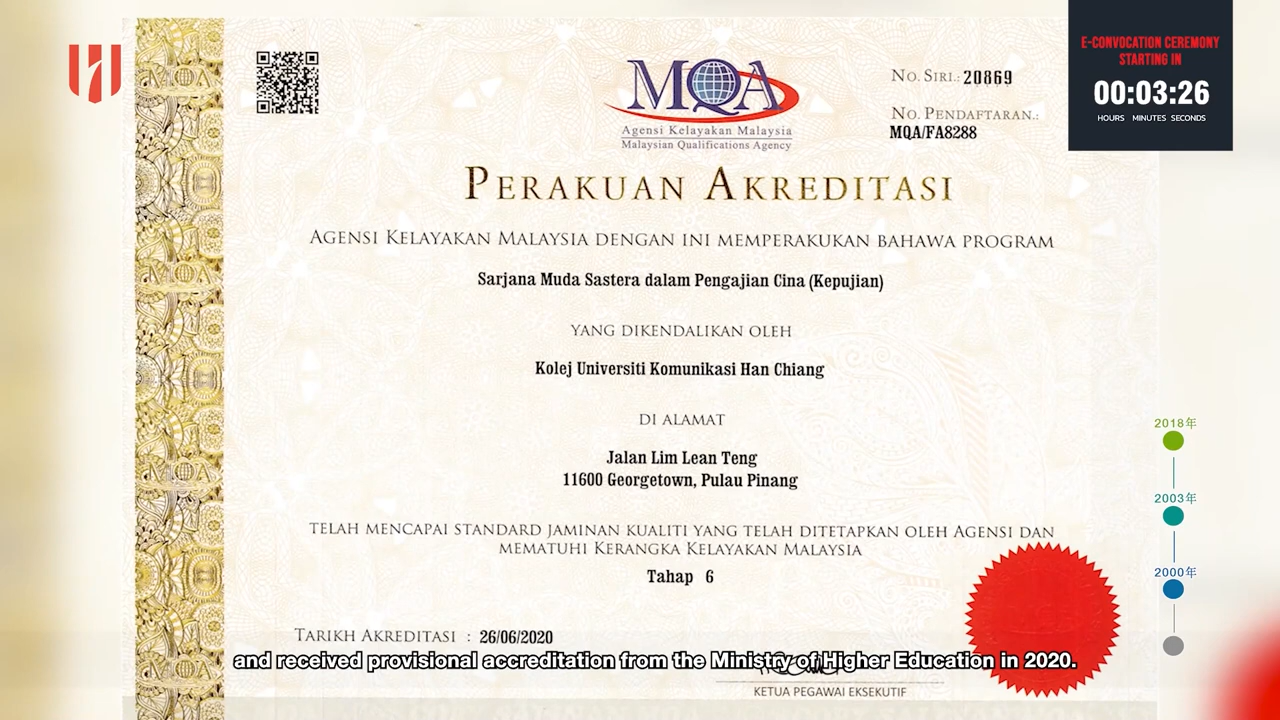 E-CONVOCATION CEREMONY
STARTING IN
00:03:26
HOURS MINUTES SECONDS
MQA
Agensi Kelayakan Malaysia
Malaysian Qualifications Agency
NO. SIRI.: 20869
NO. PENDAFTARAN.:
MQA/FA8288
PERAKUAN AKREDITASI
AGENSI KELAYAKAN MALAYSIA DENGAN INI MEMPERAKUKAN BAHAWA PROGRAM
Sarjana Muda Sastera dalam Pengajian Cina (Kepujian)
YANG DIKENDALIKAN OLEH
Kolej Universiti Komunikasi Han Chiang
DI ALAMAT
Jalan Lim Lean Teng
11600 Georgetown, Pulau Pinang
TELAH MENCAPAI STANDARD JAMINAN KUALITI YANG TELAH DITETAPKAN OLEH AGENSI DAN
MEMATUHI KERANGKA KELAYAKAN MALAYSIA
Tahap 6
TARIKH AKREDITASI : 26/06/2020
and received provisional accreditation from the Ministry of Higher Education in 2020.
KETUA PEGAWAI EKSEKUTIF
2018年
2003年
2000年